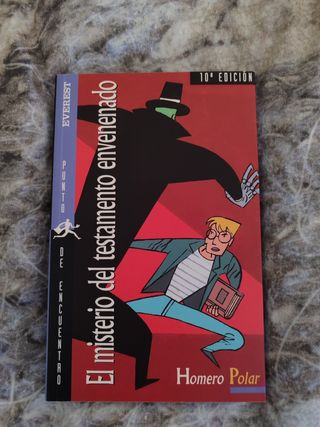 10ª EDICIÓN
EVEREST
PUNTO DE ENCUENTRO
El misterio del testamento envenenado
Homero Polar